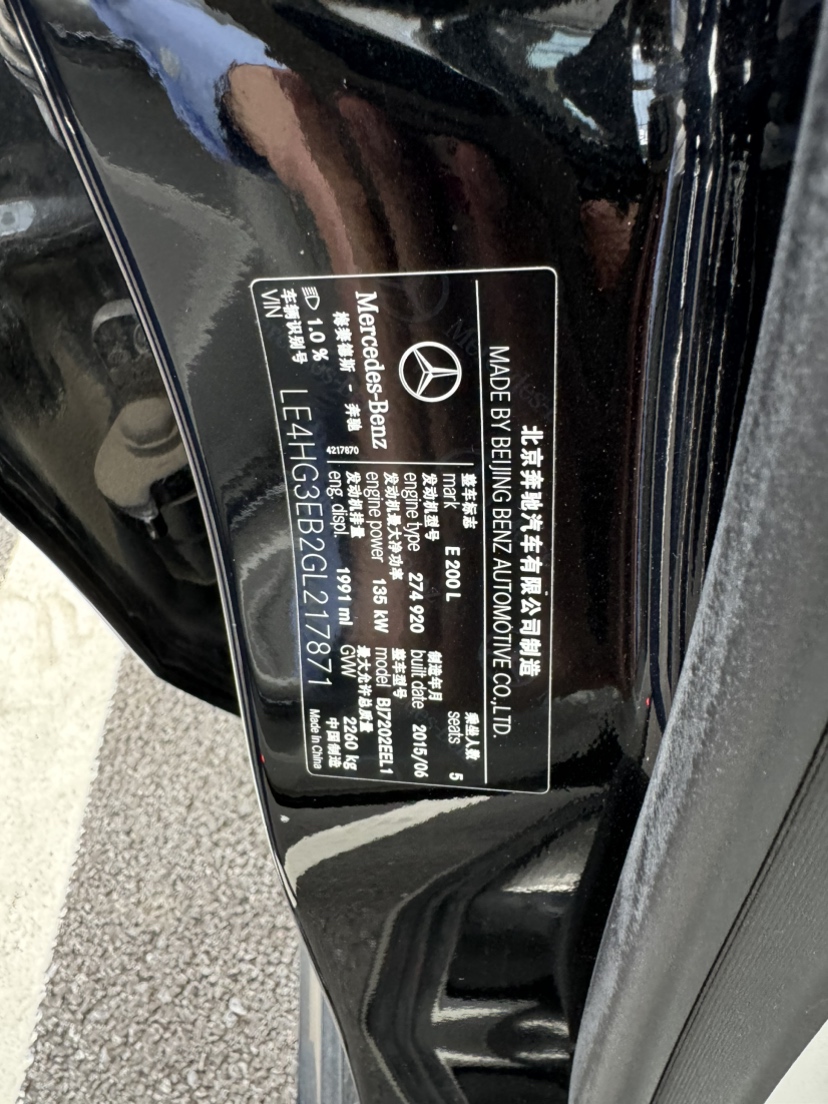 北京奔驰汽车有限公司制造
MADE BY BEIJING BENZ AUTOMOTIVE CO.,LTD.
Mercedes-Benz
梅赛德斯 - 奔驰
1.0 %
4217670
整车标志
mark E 200 L
乘坐人数
seats 5
发动机型号
engine type 274 920
制造年月
built date 2015/06
发动机最大净功率
engine power 135 kW
整车型号
model BJ7202EEL1
发动机排量
eng. displ. 1991 ml
最大允许总质量
GVW 2260 kg
车辆识别号
VIN LE4HG3EB2GL217871
中国制造
Made in China